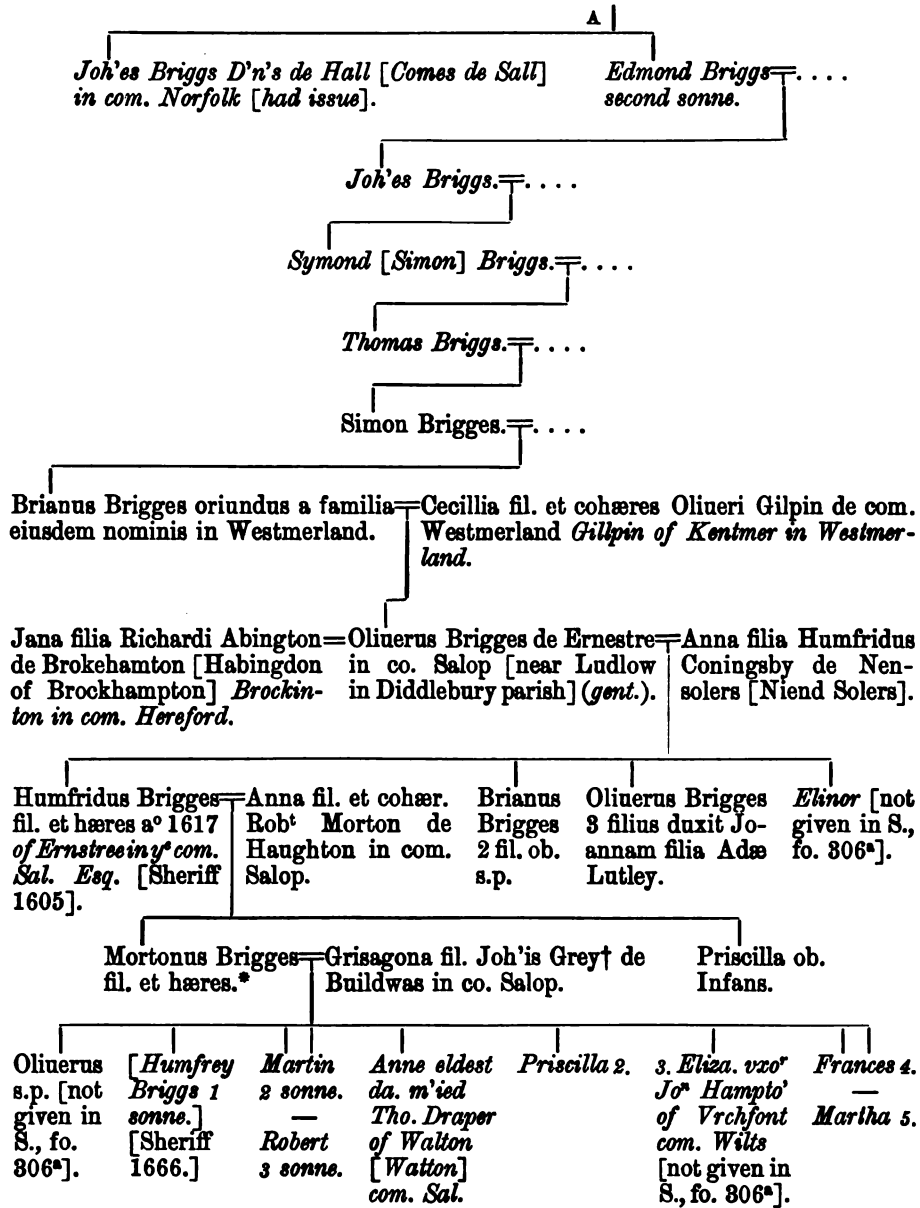 A
Joh'es Briggs D'n's de Hall [Comes de Sall]
in com. Norfolk [had issue].
Edmond Briggs=. . . .
second sonne.
Joh'es Briggs.=. . . .
Symond [Simon] Briggs.=. . . .
Thomas Briggs.=. . . .
Simon Brigges.=. . . .
Brianus Brigges oriundus a familia=
eiusdem nominis in Westmerland.
Cecillia fil. et cohæres Oliueri Gilpin de com.
Westmerland Gillpin of Kentmer in Westmer-
land.
Jana filia Richardi Abington=
de Brokehamton [Habingdon
of Brockhampton] Brockin-
ton in com. Hereford.
Oliuerus Brigges de Ernestre=
in co. Salop [near Ludlow
in Diddlebury parish] (gent.).
Anna filia Humfridus
Coningsby de Nen-
solers [Niend Solers].
Humfridus Brigges=
fil. et hæres aº 1617
of Ernstree in yᵉ com.
Sal. Esq. [Sheriff
1605].
Anna fil. et cohær.
Robᵗ Morton de
Haughton in com.
Salop.
Brianus
Brigges
2 fil. ob.
s.p.
Oliuerus Brigges
3 filius duxit Jo-
annam filia Adæ
Lutley.
Elinor [not
given in S.,
fo. 306ᵃ].
Mortonus Brigges=
fil. et hæres.*
Grisagona fil. Joh'is Grey† de
Buildwas in co. Salop.
Priscilla ob.
Infans.
Oliuerus
s.p. [not
given in
S., fo.
306ᵃ].
[Humfrey
Briggs 1
sonne.]
[Sheriff
1666.]
Martin
2 sonne.
—
Robert
3 sonne.
Anne eldest
da. m'ied
Tho. Draper
of Walton
[Watton]
com. Sal.
Priscilla 2.
3. Eliza. vxoʳ
Joⁿ Hampto'
of Vrchfont
com. Wilts
[not given in
S., fo. 306ᵃ].
Frances 4.
—
Martha 5.